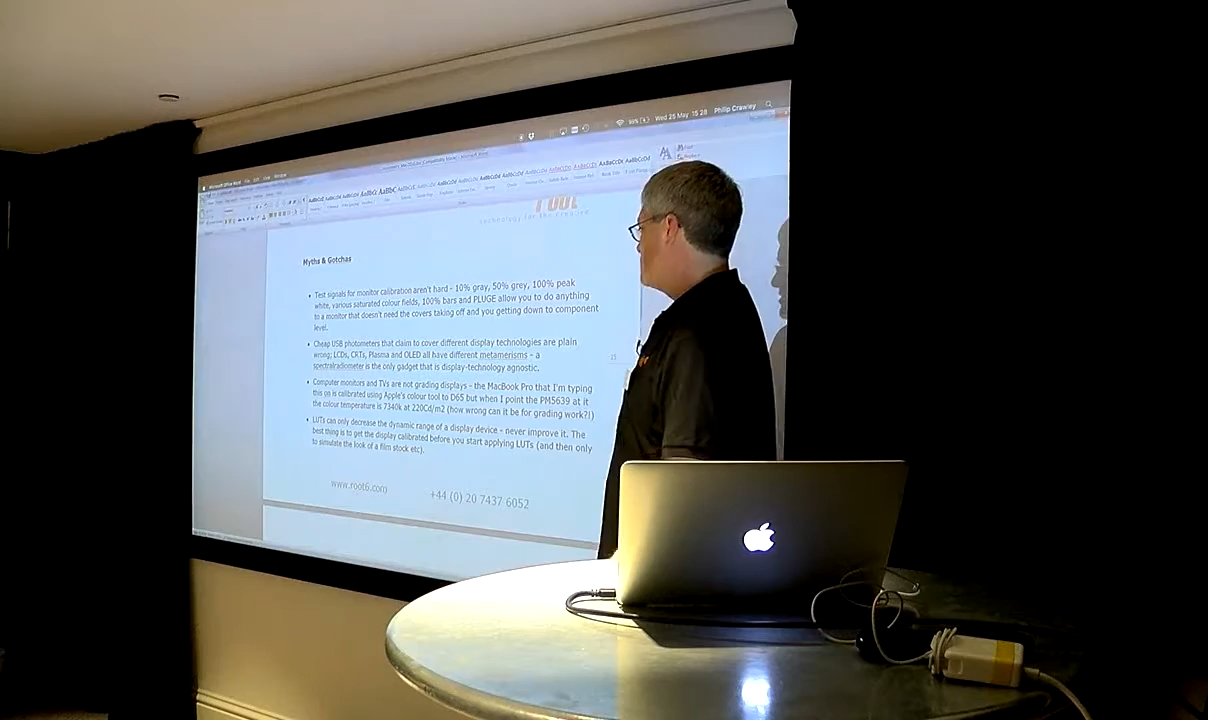 Wed 25 May 15 28 Philip Crawley
root
technology for the creative
Myths & Gotchas
• Test signals for monitor calibration aren't hard - 10% gray, 50% grey, 100% peak
white, various saturated colour fields, 100% bars and PLUGE allow you to do anything
to a monitor that doesn't need the covers taking off and you getting down to component
level.
• Cheap USB photometers that claim to cover different display technologies are plain
wrong; LCDs, CRTs, Plasma and OLED all have different metamerisms - a
spectralradiometer is the only gadget that is display-technology agnostic.
• Computer monitors and TVs are not grading displays - the MacBook Pro that I'm typing
this on is calibrated using Apple's colour tool to D65 but when I point the PM5639 at it
the colour temperature is 7340k at 220Cd/m2 (how wrong can it be for grading work?!)
• LUTs can only decrease the dynamic range of a display device - never improve it. The
best thing is to get the display calibrated before you start applying LUTs (and then only
to simulate the look of a film stock etc).
www.root6.com +44 (0) 20 7437 6052